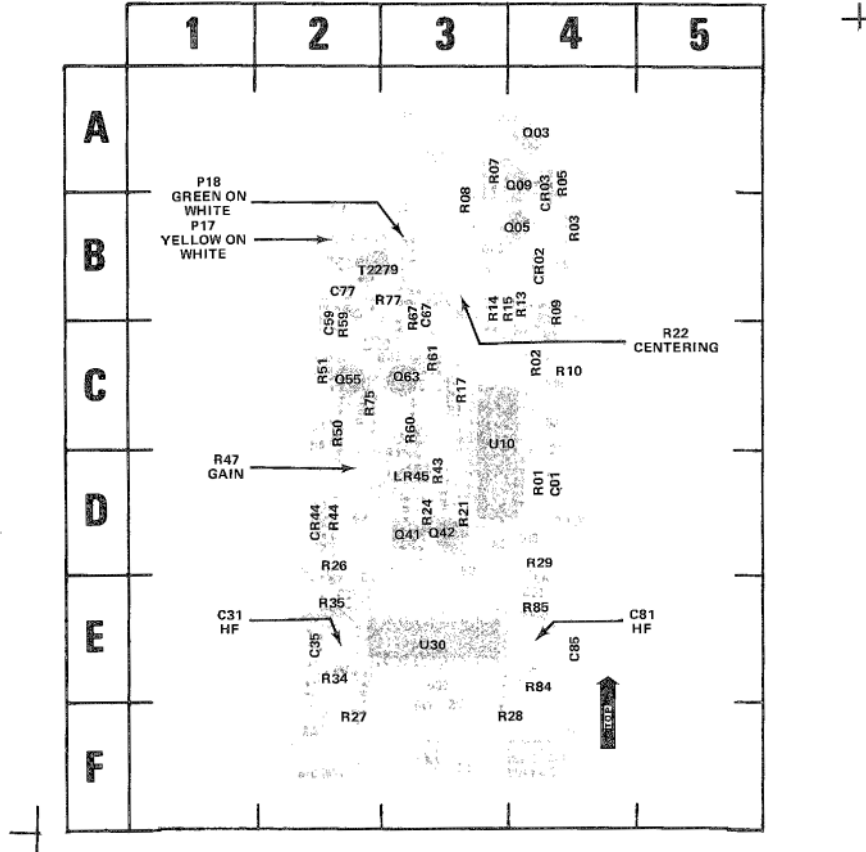 1 2 3 4 5
A
Q03
R07
Q09
CR03
R05
P18
GREEN ON
WHITE
R08
P17
YELLOW ON
WHITE
Q05
R03
B
T2279
CR02
C77
R77
R14
R15
R13
R09
C59
R59
R67
C67
R22
CENTERING
R61
R02
R10
C
R51
Q55
Q63
R75
R17
R50
R60
U10
R47
GAIN
LR45
R43
R01
C01
D
CR44
R44
R24
R21
Q41
Q42
R26
R29
R35
R85
C31
HF
C81
HF
E
C35
U30
C85
R34
R84
R27
R28
TOP
F